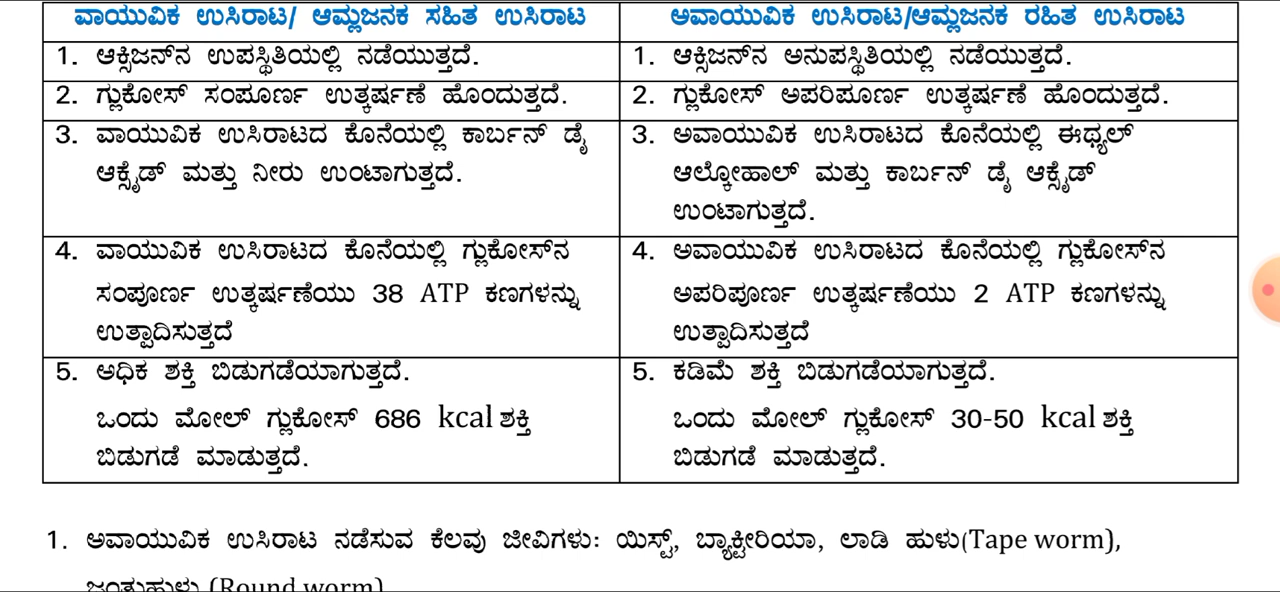 ವಾಯುವಿಕ ಉಸಿರಾಟ/ ಆಮ್ಲಜನಕ ಸಹಿತ ಉಸಿರಾಟ
ಅವಾಯುವಿಕ ಉಸಿರಾಟ/ಆಮ್ಲಜನಕ ರಹಿತ ಉಸಿರಾಟ
1. ಆಕ್ಸಿಜನ್‌ನ ಉಪಸ್ಥಿತಿಯಲ್ಲಿ ನಡೆಯುತ್ತದೆ.
1. ಆಕ್ಸಿಜನ್‌ನ ಅನುಪಸ್ಥಿತಿಯಲ್ಲಿ ನಡೆಯುತ್ತದೆ.
2. ಗ್ಲುಕೋಸ್ ಸಂಪೂರ್ಣ ಉತ್ಕರ್ಷಣೆ ಹೊಂದುತ್ತದೆ.
2. ಗ್ಲುಕೋಸ್ ಅಪರಿಪೂರ್ಣ ಉತ್ಕರ್ಷಣೆ ಹೊಂದುತ್ತದೆ.
3. ವಾಯುವಿಕ ಉಸಿರಾಟದ ಕೊನೆಯಲ್ಲಿ ಕಾರ್ಬನ್ ಡೈ
ಆಕ್ಸೈಡ್ ಮತ್ತು ನೀರು ಉಂಟಾಗುತ್ತದೆ.
3. ಅವಾಯುವಿಕ ಉಸಿರಾಟದ ಕೊನೆಯಲ್ಲಿ ಈಥ್ಯಲ್
ಆಲ್ಕೋಹಾಲ್ ಮತ್ತು ಕಾರ್ಬನ್ ಡೈ ಆಕ್ಸೈಡ್
ಉಂಟಾಗುತ್ತದೆ.
4. ವಾಯುವಿಕ ಉಸಿರಾಟದ ಕೊನೆಯಲ್ಲಿ ಗ್ಲುಕೋಸ್‌ನ
ಸಂಪೂರ್ಣ ಉತ್ಕರ್ಷಣೆಯು 38 ATP ಕಣಗಳನ್ನು
ಉತ್ಪಾದಿಸುತ್ತದೆ
4. ಅವಾಯುವಿಕ ಉಸಿರಾಟದ ಕೊನೆಯಲ್ಲಿ ಗ್ಲುಕೋಸ್‌ನ
ಅಪರಿಪೂರ್ಣ ಉತ್ಕರ್ಷಣೆಯು 2 ATP ಕಣಗಳನ್ನು
ಉತ್ಪಾದಿಸುತ್ತದೆ
5. ಅಧಿಕ ಶಕ್ತಿ ಬಿಡುಗಡೆಯಾಗುತ್ತದೆ.
ಒಂದು ಮೋಲ್ ಗ್ಲುಕೋಸ್ 686 kcal ಶಕ್ತಿ
ಬಿಡುಗಡೆ ಮಾಡುತ್ತದೆ.
5. ಕಡಿಮೆ ಶಕ್ತಿ ಬಿಡುಗಡೆಯಾಗುತ್ತದೆ.
ಒಂದು ಮೋಲ್ ಗ್ಲುಕೋಸ್ 30-50 kcal ಶಕ್ತಿ
ಬಿಡುಗಡೆ ಮಾಡುತ್ತದೆ.
1. ಅವಾಯುವಿಕ ಉಸಿರಾಟ ನಡೆಸುವ ಕೆಲವು ಜೀವಿಗಳು: ಯಿಸ್ಟ್, ಬ್ಯಾಕ್ಟೀರಿಯಾ, ಲಾಡಿ ಹುಳು(Tape worm),
ಜಂತುಹುಳು (Round worm)